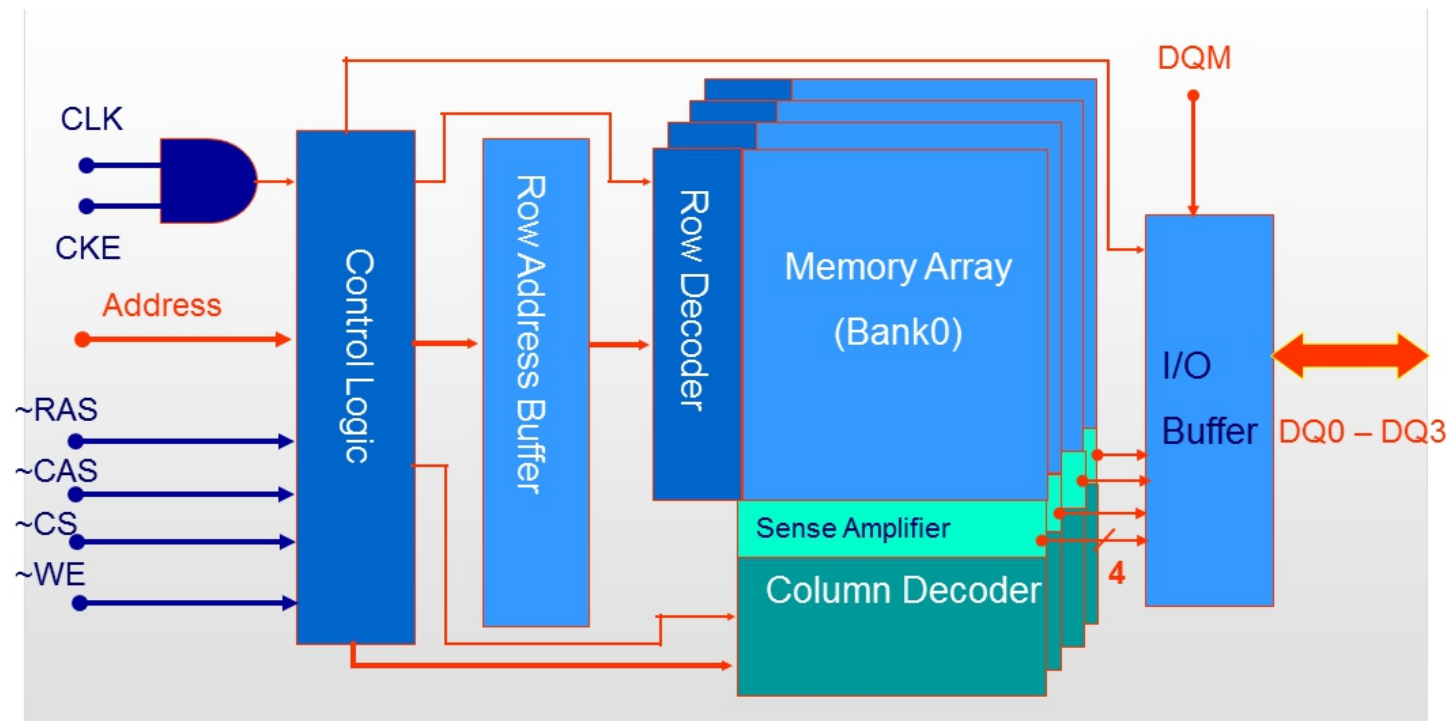 DQM
CLK
CKE
Address
~RAS
~CAS
~CS
~WE
Control Logic
Row Address Buffer
Row Decoder
Memory Array
(Bank0)
Sense Amplifier
Column Decoder
4
I/O
Buffer
DQ0 – DQ3